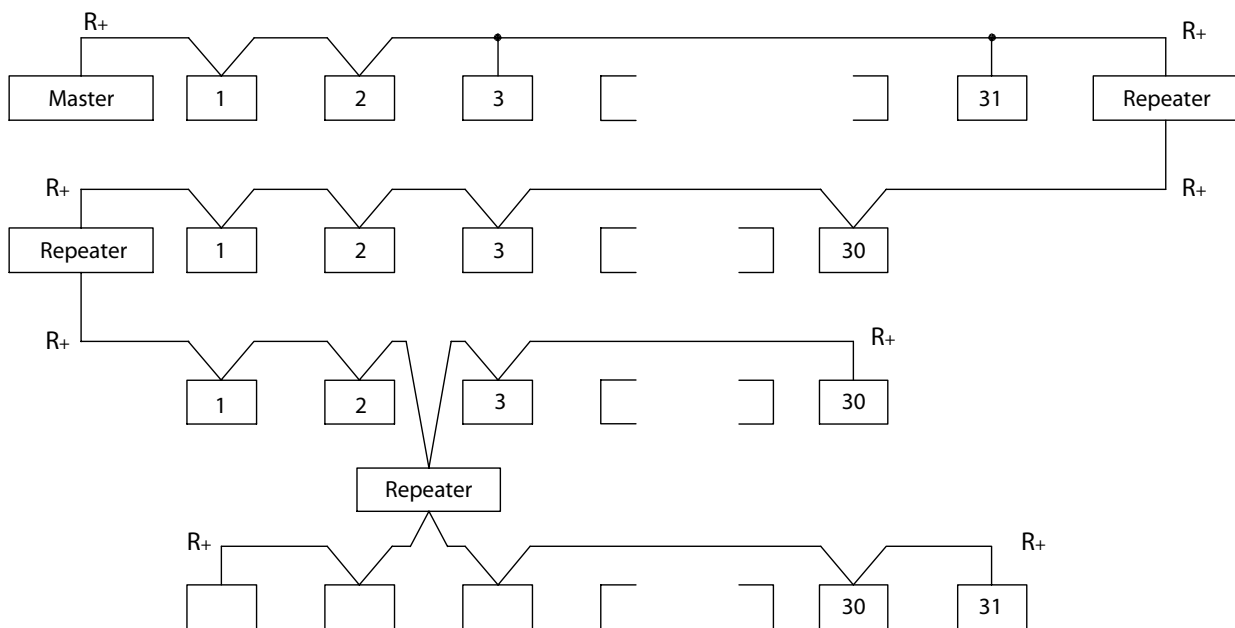 R+ R+
Master 1 2 3 31 Repeater
R+ R+
Repeater 1 2 3 30
R+ R+
1 2 3 30
Repeater
R+ R+
30 31